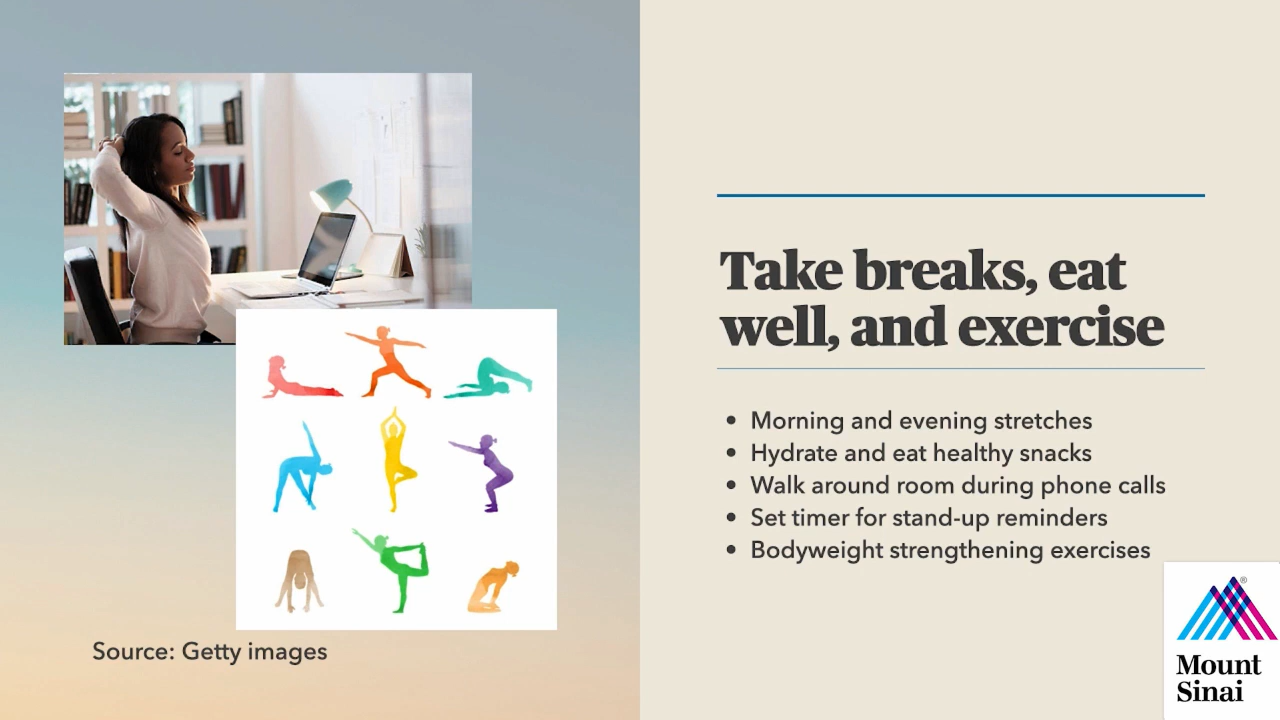 Take breaks, eat
well, and exercise
• Morning and evening stretches
• Hydrate and eat healthy snacks
• Walk around room during phone calls
• Set timer for stand-up reminders
• Bodyweight strengthening exercises
Source: Getty images
®
Mount
Sinai